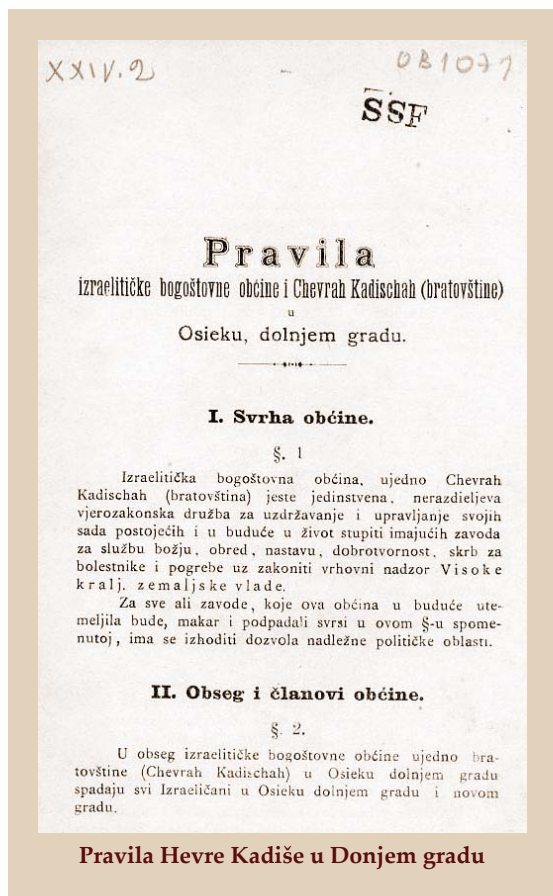 XXIV.2
OB1071
SSF
Pravila
izraelitičke bogoštovne obćine i Chevrah Kadischah (bratovštine)
u
Osieku, dolnjem gradu.
I. Svrha obćine.
§. 1
Izraelitička bogoštovna obćina, ujedno Chevrah
Kadischah (bratovština) jeste jedinstvena, nerazdieljeva
vjerozakonska družba za uzdržavanje i upravljanje svojih
sada postojećih i u buduće u život stupiti imajućih zavoda
za službu božju, obred, nastavu, dobrotvornost, skrb za
bolestnike i pogrebe uz zakoniti vrhovni nadzor Visoke
kralj. zemaljske vlade.
Za sve ali zavode, koje ova obćina u buduće ute-
meljila bude, makar i podpadali svrsi u ovom §-u spome-
nutoj, ima se izhoditi dozvola nadležne političke oblasti.
II. Obseg i članovi obćine.
§. 2.
U obseg izraelitičke bogoštovne obćine ujedno bra-
tovštine (Chevrah Kadischah) u Osieku dolnjem gradu
spadaju svi Izraeličani u Osieku dolnjem gradu i novom
gradu.
Pravila Hevre Kadiše u Donjem gradu